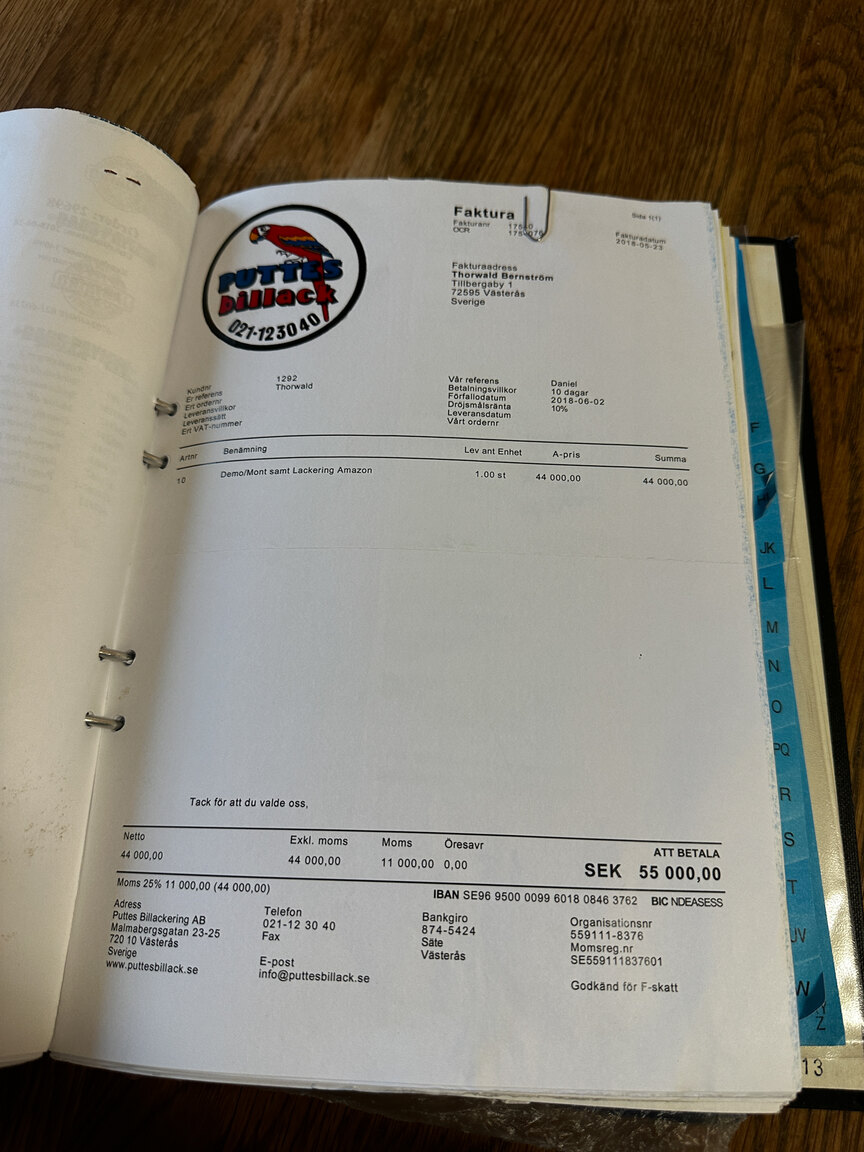 PUTTES
billack
021-12 30 40
Faktura
Sida 1(1)
Fakturanr
OCR
Fakturadatum
2018-05-23
Fakturaadress
Thorwald Bernström
Tillbergaby 1
72595 Västerås
Sverige
Kundnr 1292
Er referens Thorwald
Ert ordernr
Leveransvillkor
Leveranssätt
Ert VAT-nummer
Vår referens Daniel
Betalningsvillkor 10 dagar
Förfallodatum 2018-06-02
Dröjsmålsränta 10%
Leveransdatum
Vårt ordernr
Artnr Benämning Lev ant Enhet A-pris Summa
10 Demo/Mont samt Lackering Amazon 1.00 st 44 000,00 44 000,00
Tack för att du valde oss,
Netto Exkl. moms Moms Öresavr ATT BETALA
44 000,00 44 000,00 11 000,00 0,00 SEK 55 000,00
Moms 25% 11 000,00 (44 000,00)
IBAN SE96 9500 0099 6018 0846 3762 BIC NDEASESS
Adress
Puttes Billackering AB
Malmabergsgatan 23-25
720 10 Västerås
Sverige
www.puttesbillack.se
Telefon
021-12 30 40
Fax
E-post
info@puttesbillack.se
Bankgiro
874-5424
Säte
Västerås
Organisationsnr
559111-8376
Momsreg.nr
SE559111837601
Godkänd för F-skatt
F
G
JK
L
M
N
O
PQ
R
S
T
UV
W
Z
13